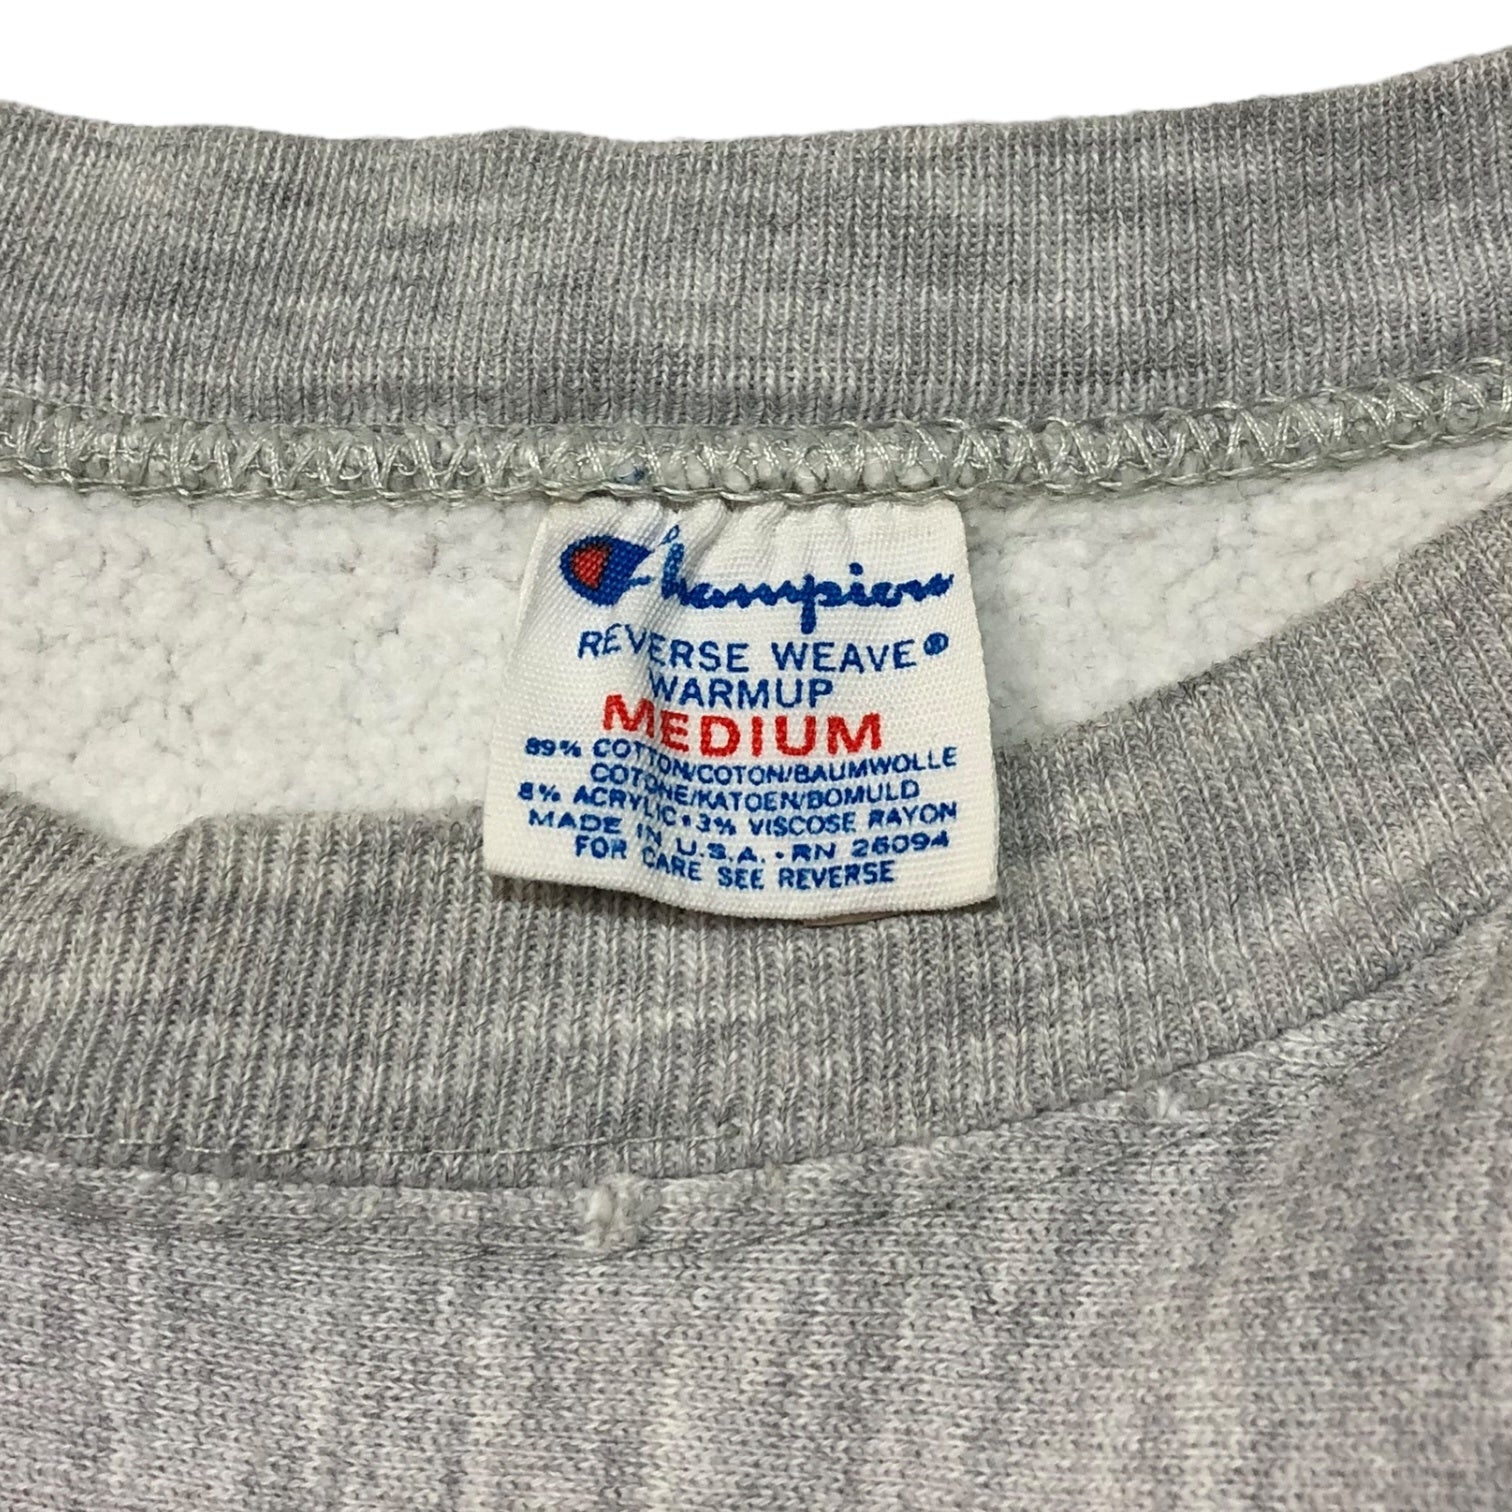 Champion
REVERSE WEAVE®
WARMUP
MEDIUM
89% COTTON/COTON/BAUMWOLLE
COTONE/KATOEN/BOMULD
8% ACRYLIC • 3% VISCOSE RAYON
MADE IN U.S.A. • RN 26094
FOR CARE SEE REVERSE